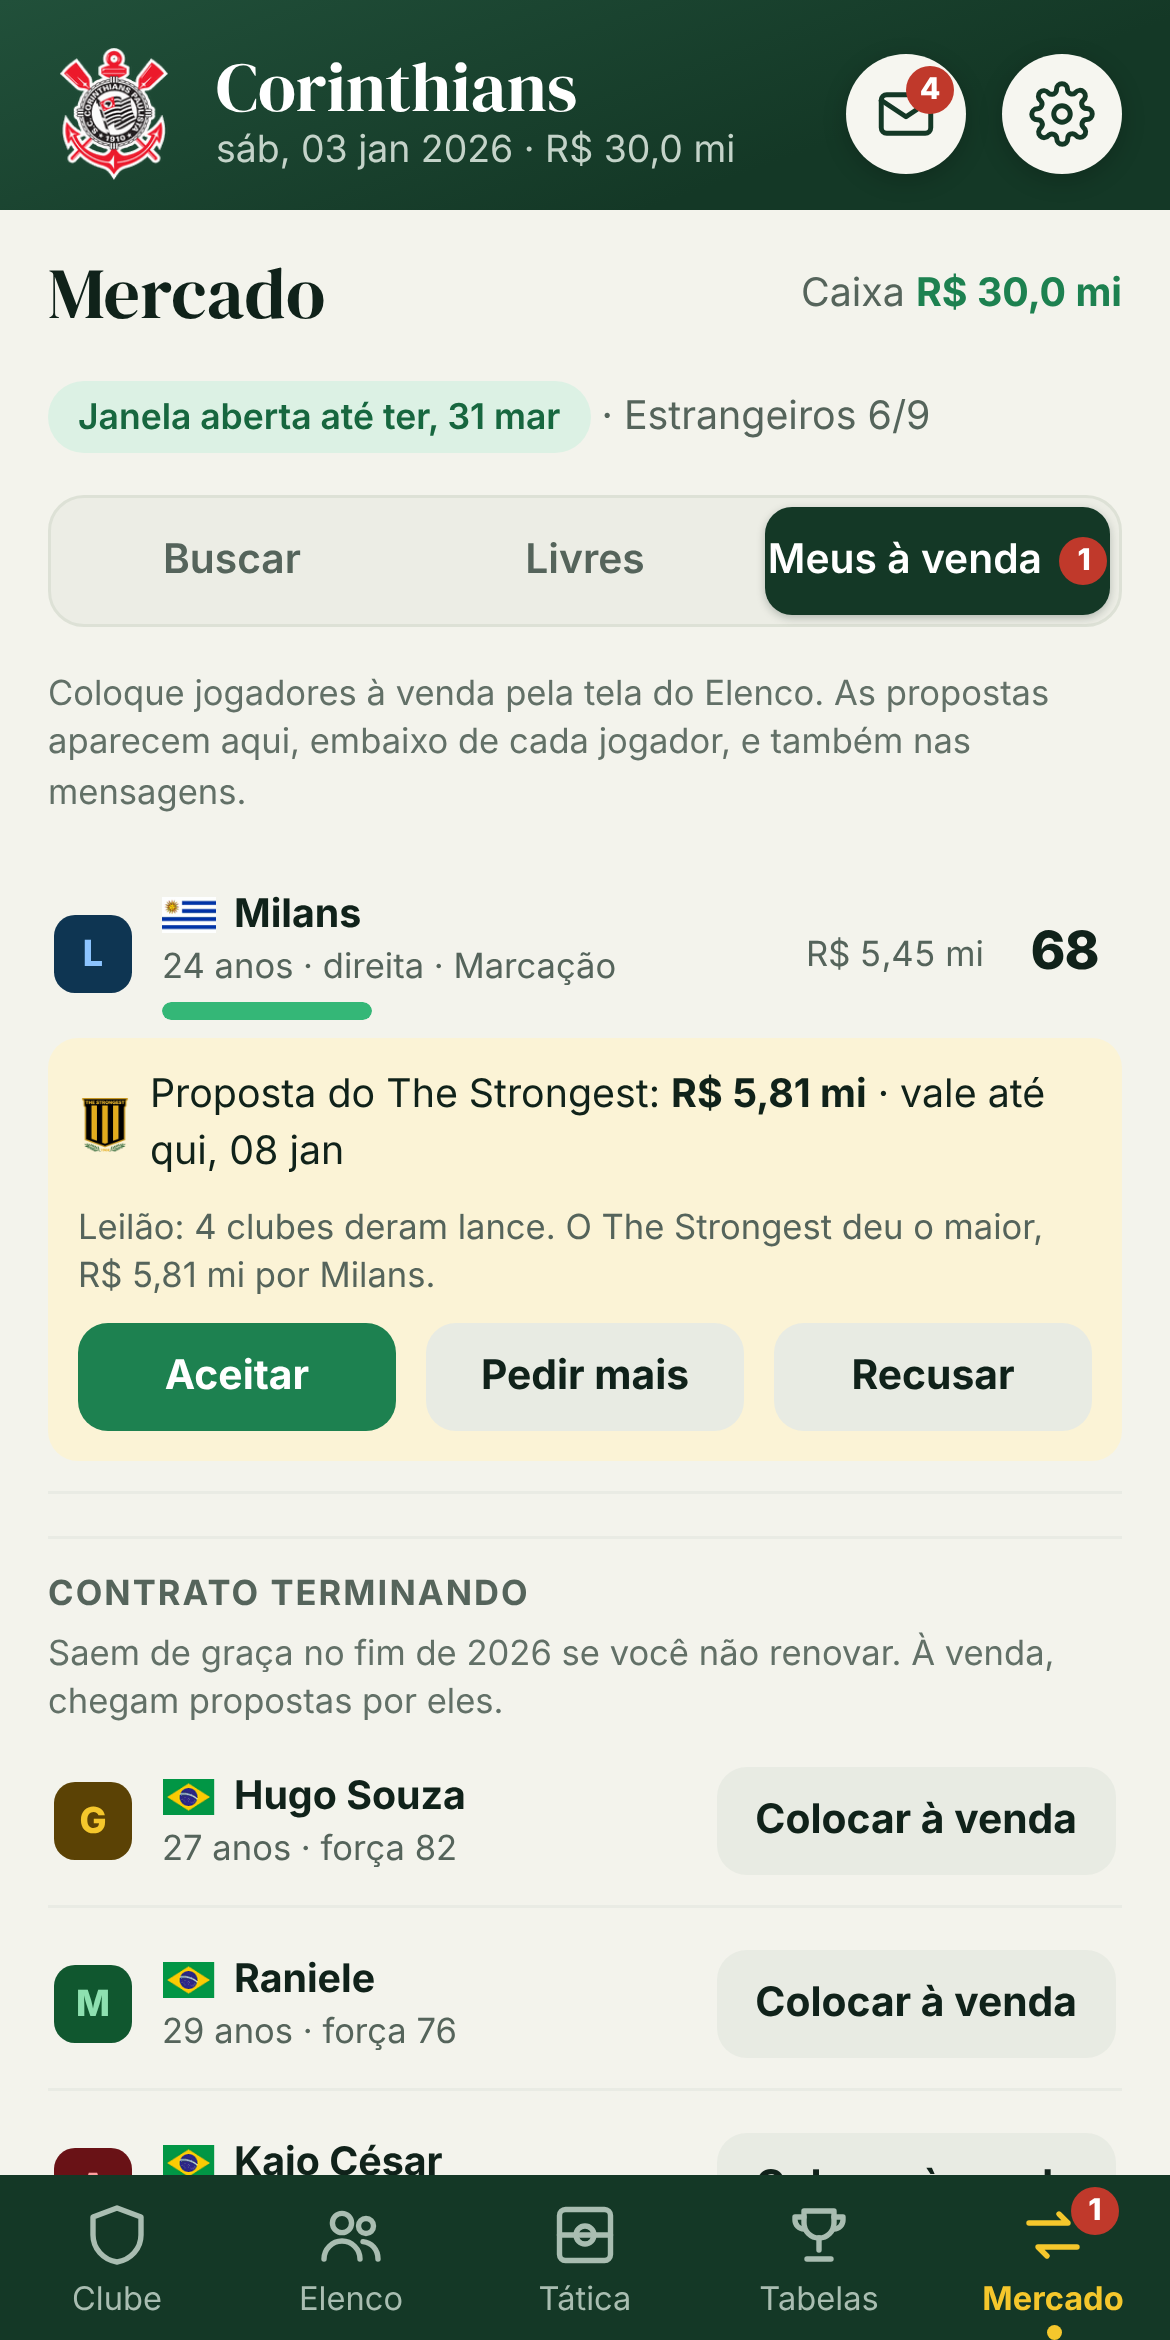 Corinthians
sáb, 03 jan 2026 · R$ 30,0 mi
4
Mercado
Caixa R$ 30,0 mi
Janela aberta até ter, 31 mar · Estrangeiros 6/9
Buscar
Livres
Meus à venda 1
Coloque jogadores à venda pela tela do Elenco. As propostas
aparecem aqui, embaixo de cada jogador, e também nas
mensagens.
L
Milans
24 anos · direita · Marcação
R$ 5,45 mi
68
Proposta do The Strongest: R$ 5,81 mi · vale até
qui, 08 jan
Leilão: 4 clubes deram lance. O The Strongest deu o maior,
R$ 5,81 mi por Milans.
Aceitar
Pedir mais
Recusar
CONTRATO TERMINANDO
Saem de graça no fim de 2026 se você não renovar. À venda,
chegam propostas por eles.
G
Hugo Souza
27 anos · força 82
Colocar à venda
M
Raniele
29 anos · força 76
Colocar à venda
Kaio César
Clube
Elenco
Tática
Tabelas
1
Mercado